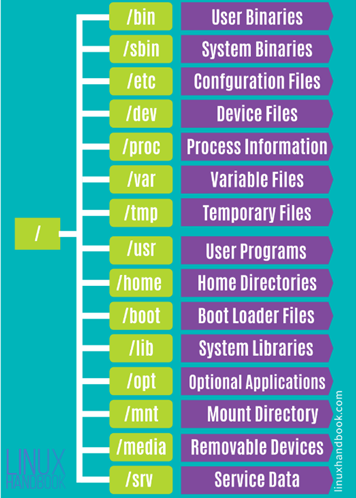 /bin User Binaries
/sbin System Binaries
/etc Confguration Files
/dev Device Files
/proc Process Information
/var Variable Files
/tmp Temporary Files
/
/usr User Programs
/home Home Directories
/boot Boot Loader Files
/lib System Libraries
/opt Optional Applications
/mnt Mount Directory
/media Removable Devices
/srv Service Data
LINUX
HANDBOOK
linuxhandbook.com